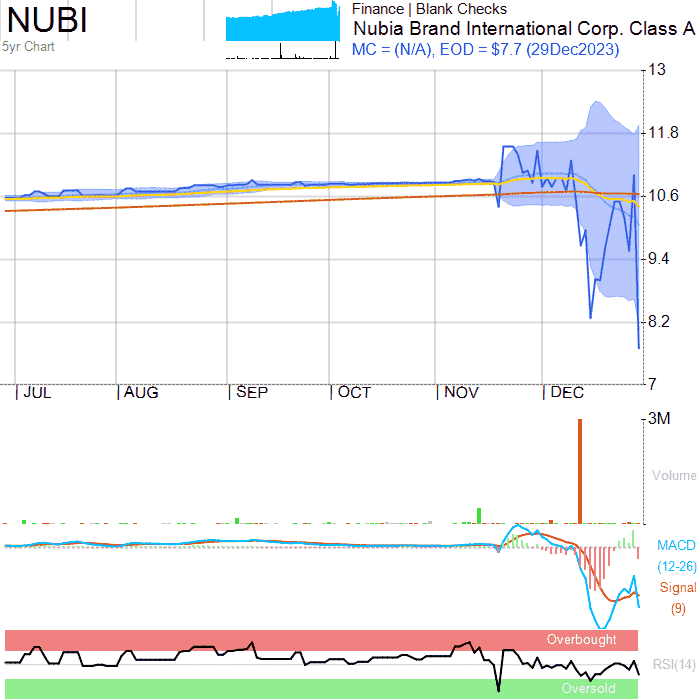 NUBI
5yr Chart
Finance | Blank Checks
Nubia Brand International Corp. Class A
MC = (N/A), EOD = $7.7 (29Dec2023)
13
11.8
10.6
9.4
8.2
7
JUL AUG SEP OCT NOV DEC
3M
Volume
MACD
(12-26)
Signal
(9)
Overbought
RSI(14)
Oversold